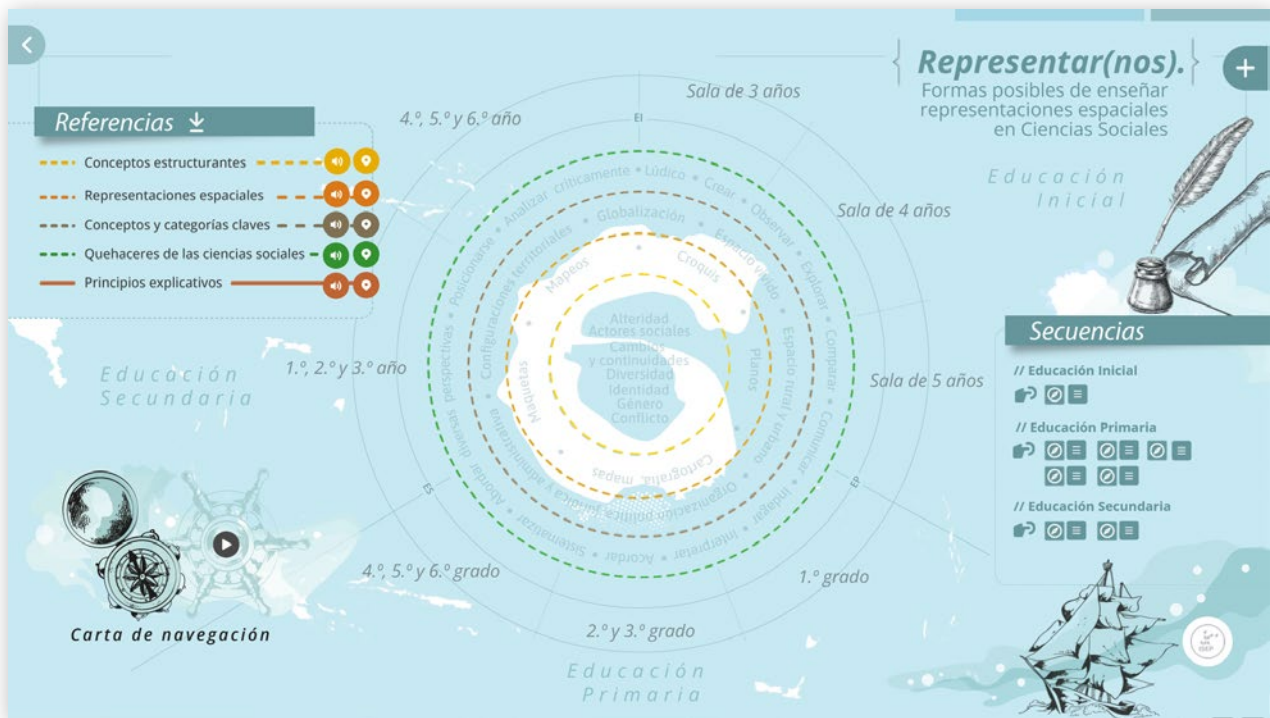 Representar(nos).
Formas posibles de enseñar
representaciones espaciales
en Ciencias Sociales
Referencias
Conceptos estructurantes
Representaciones espaciales
Conceptos y categorías claves
Quehaceres de las ciencias sociales
Principios explicativos
Educación
Inicial
Sala de 3 años
Sala de 4 años
Sala de 5 años
1.º grado
2.º y 3.º grado
4.º, 5.º y 6.º grado
Educación
Primaria
1.º, 2.º y 3.º año
4.º, 5.º y 6.º año
Educación
Secundaria
EI
EP
ES
Lúdico • Crear • Observar • Explorar • Comparar • Comunicar • Indagar • Interpretar • Acordar • Sistematizar • Abordar diversas perspectivas • Posicionarse • Analizar críticamente •
Globalización • Espacio vivido • Espacio rural y urbano • Organización política, jurídica y administrativa • Configuraciones territoriales •
Croquis • Planos • Cartografía, mapas • Maquetas • Mapeos •
Alteridad
Actores sociales
Cambios
y continuidades
Diversidad
Identidad
Género
Conflicto
Secuencias
// Educación Inicial
// Educación Primaria
// Educación Secundaria
Carta de navegación
ISEP